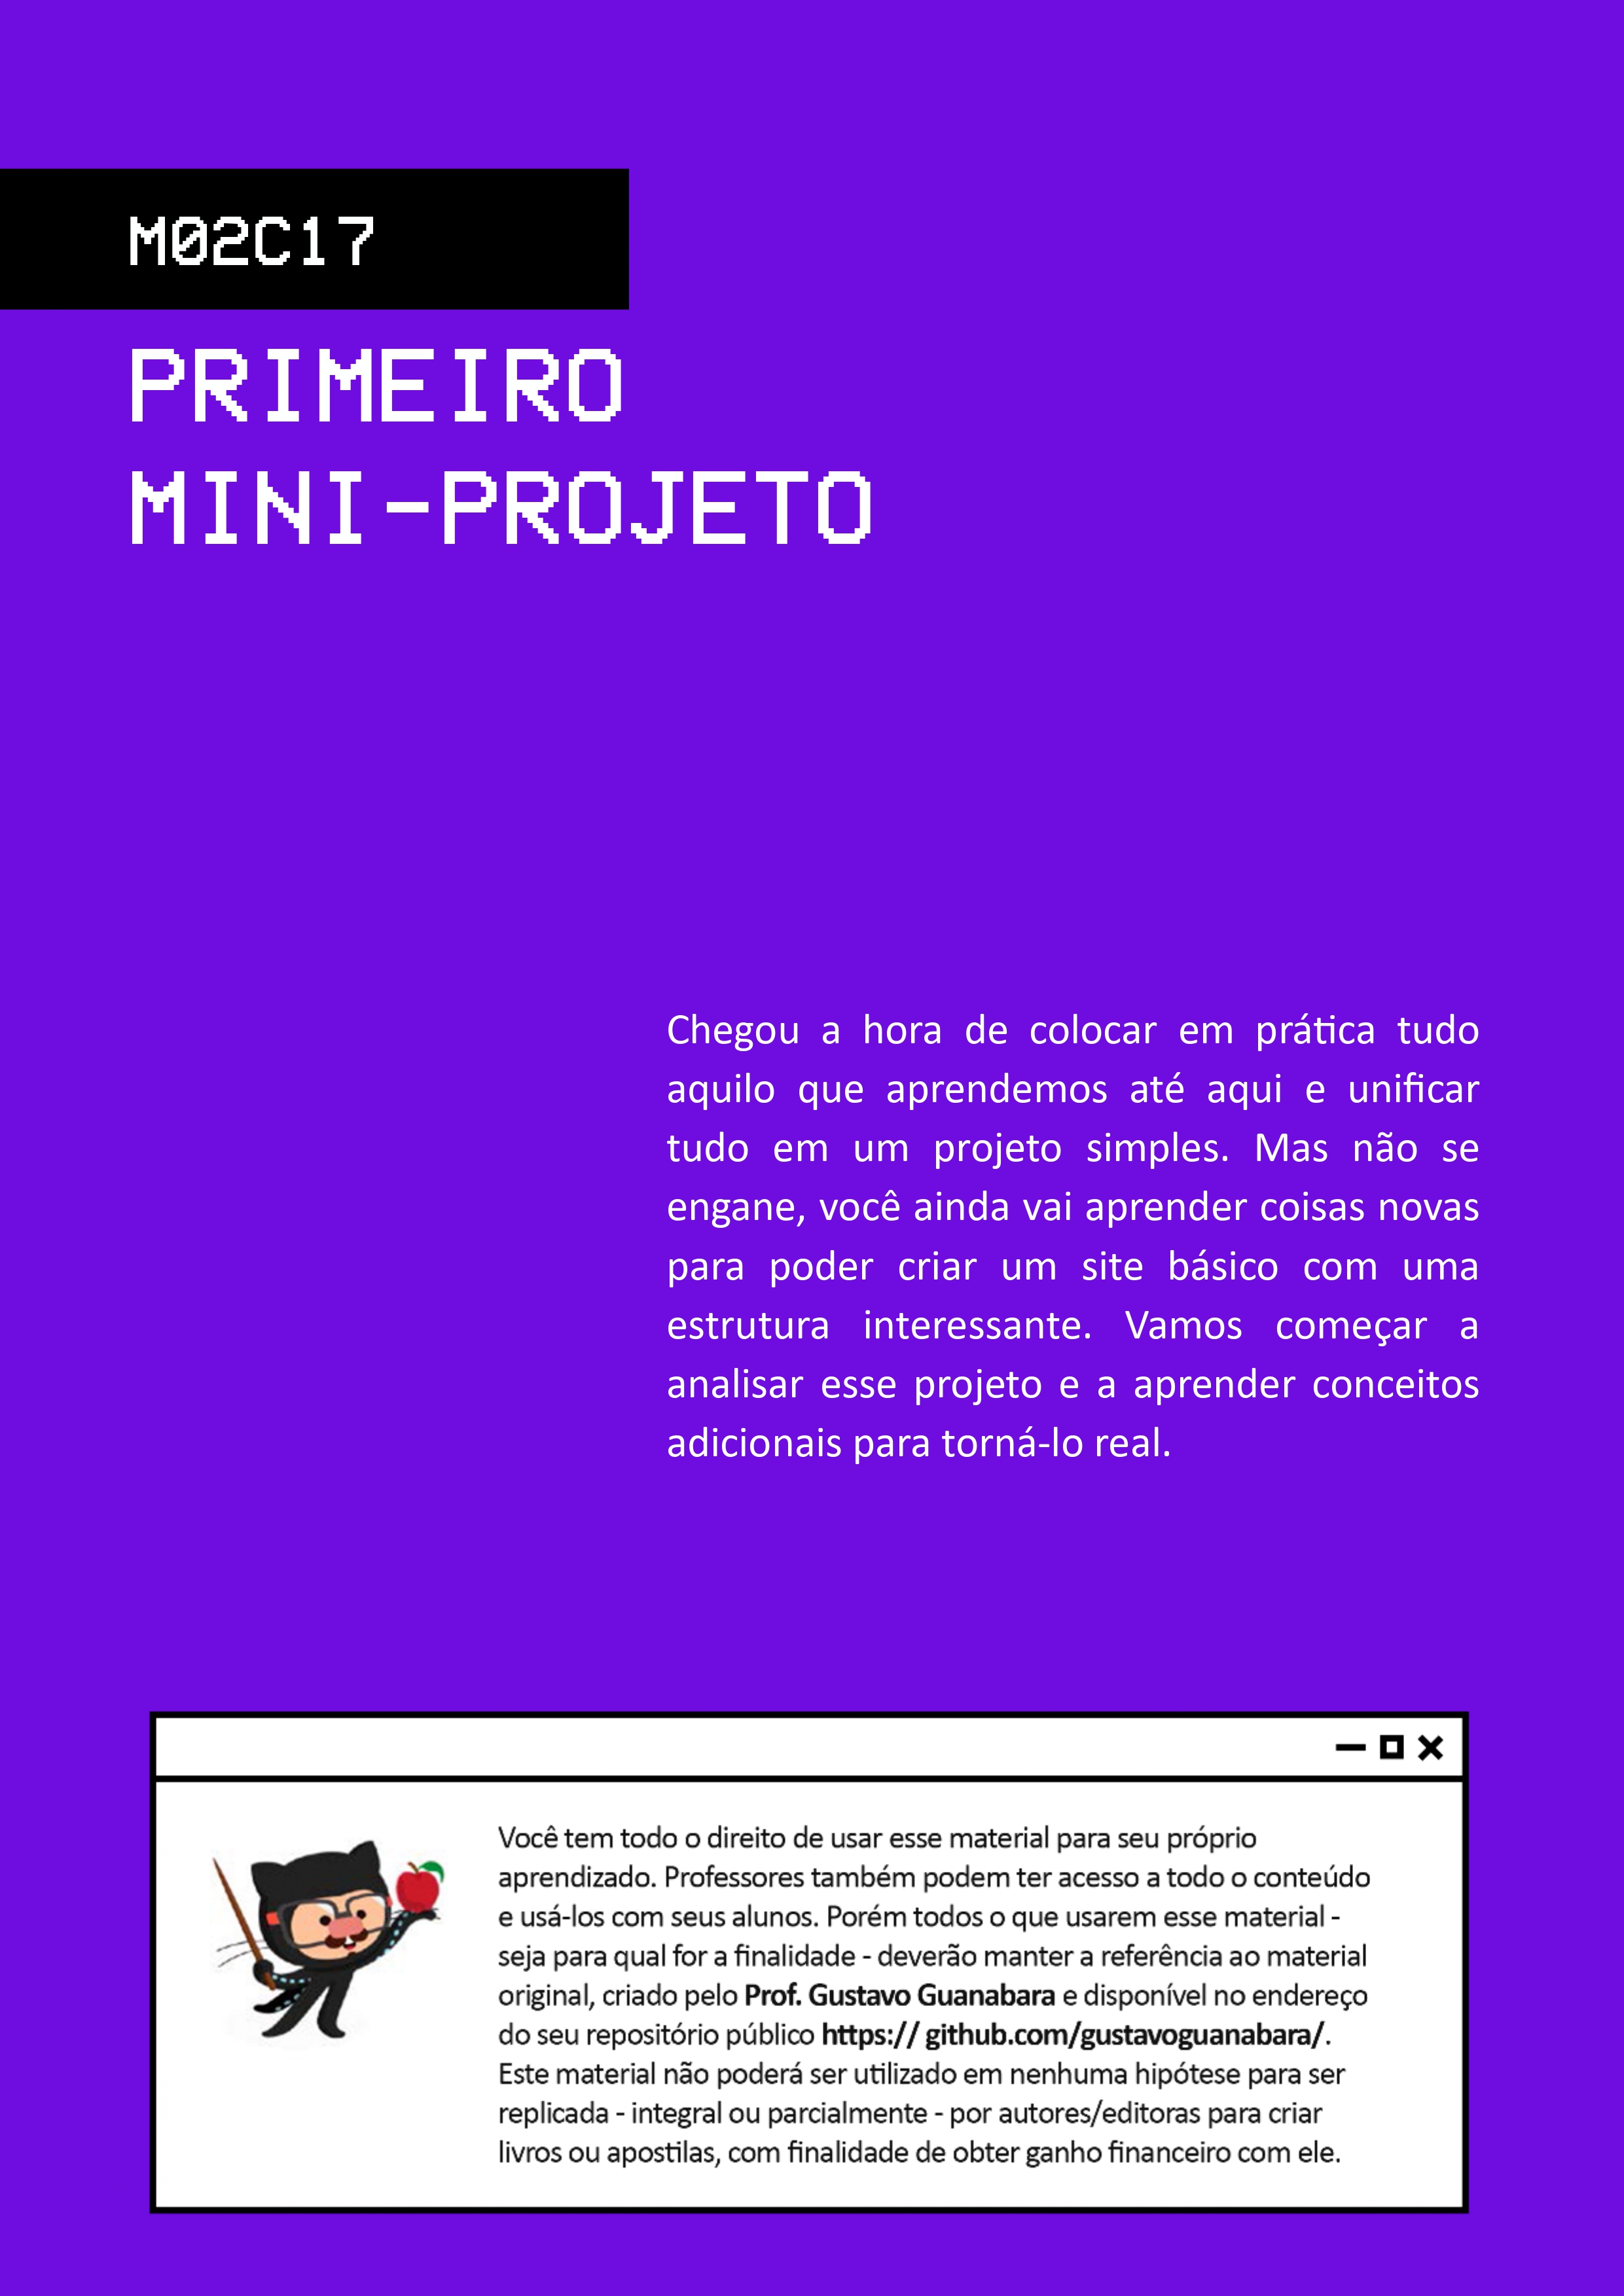 M02C17
PRIMEIRO
MINI-PROJETO
Chegou a hora de colocar em prática tudo
aquilo que aprendemos até aqui e unificar
tudo em um projeto simples. Mas não se
engane, você ainda vai aprender coisas novas
para poder criar um site básico com uma
estrutura interessante. Vamos começar a
analisar esse projeto e a aprender conceitos
adicionais para torná-lo real.
Você tem todo o direito de usar esse material para seu próprio
aprendizado. Professores também podem ter acesso a todo o conteúdo
e usá-los com seus alunos. Porém todos o que usarem esse material -
seja para qual for a finalidade - deverão manter a referência ao material
original, criado pelo Prof. Gustavo Guanabara e disponível no endereço
do seu repositório público https:// github.com/gustavoguanabara/.
Este material não poderá ser utilizado em nenhuma hipótese para ser
replicada - integral ou parcialmente - por autores/editoras para criar
livros ou apostilas, com finalidade de obter ganho financeiro com ele.